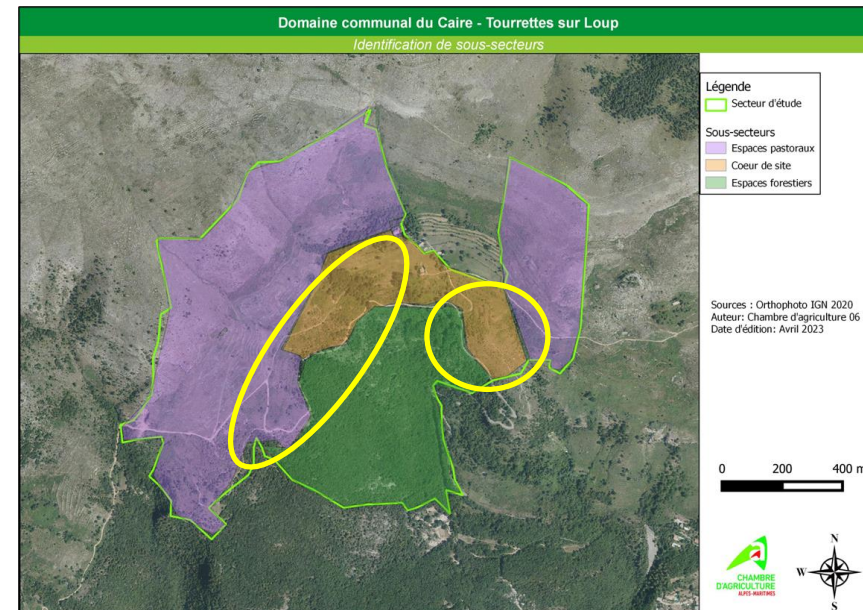 Domaine communal du Caire - Tourrettes sur Loup
Identification de sous-secteurs
Légende
Secteur d'étude
Sous-secteurs
Espaces pastoraux
Coeur de site
Espaces forestiers
Sources : Orthophoto IGN 2020
Auteur: Chambre d'agriculture 06
Date d'édition: Avril 2023
0 200 400 m
CHAMBRE
D'AGRICULTURE
ALPES-MARITIMES
N
W E
S